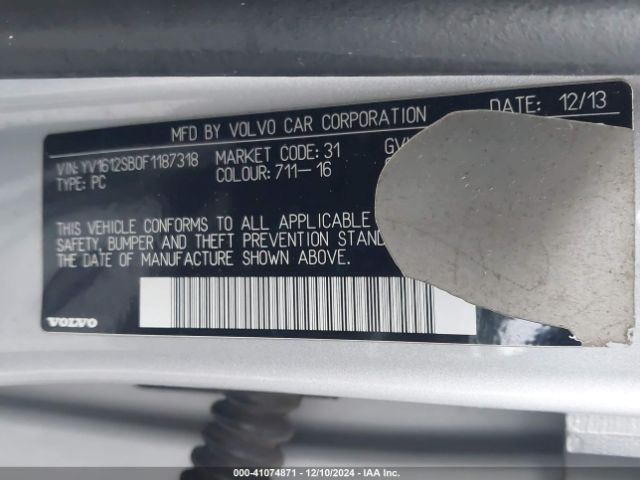 MFD BY VOLVO CAR CORPORATION DATE: 12/13
VIN: YV1612SB0F1187318 MARKET CODE: 31
TYPE: PC COLOUR: 711-16
THIS VEHICLE CONFORMS TO ALL APPLICABLE
SAFETY, BUMPER AND THEFT PREVENTION
THE DATE OF MANUFACTURE SHOWN ABOVE.
VOLVO
000-41074871 - 12/10/2024 - IAAI, Inc.